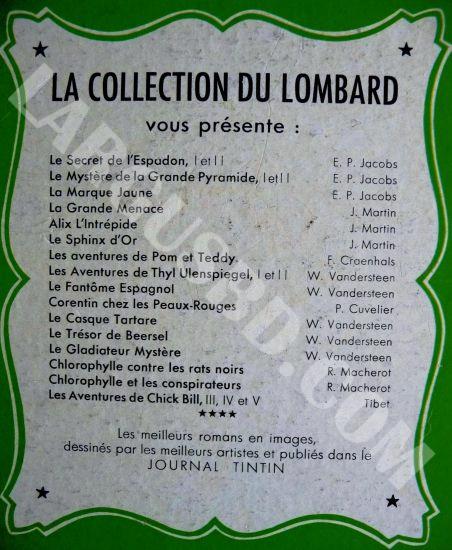 LA COLLECTION DU LOMBARD
vous présente :
Le Secret de l'Espadon, I et II E. P. Jacobs
Le Mystère de la Grande Pyramide, I et II E. P. Jacobs
La Marque Jaune E. P. Jacobs
La Grande Menace J. Martin
Alix L'Intrépide J. Martin
Le Sphinx d'Or J. Martin
Les aventures de Pom et Teddy F. Craenhals
Les Aventures de Thyl Ulenspiegel, I et II W. Vandersteen
Le Fantôme Espagnol W. Vandersteen
Corentin chez les Peaux-Rouges P. Cuvelier
Le Casque Tartare W. Vandersteen
Le Trésor de Beersel W. Vandersteen
Le Gladiateur Mystère W. Vandersteen
Chlorophylle contre les rats noirs R. Macherot
Chlorophylle et les conspirateurs R. Macherot
Les Aventures de Chick Bill, III, IV et V Tibet
★★★★
Les meilleurs romans en images,
dessinés par les meilleurs artistes et publiés dans le
JOURNAL TINTIN
LARGUSBD.COM